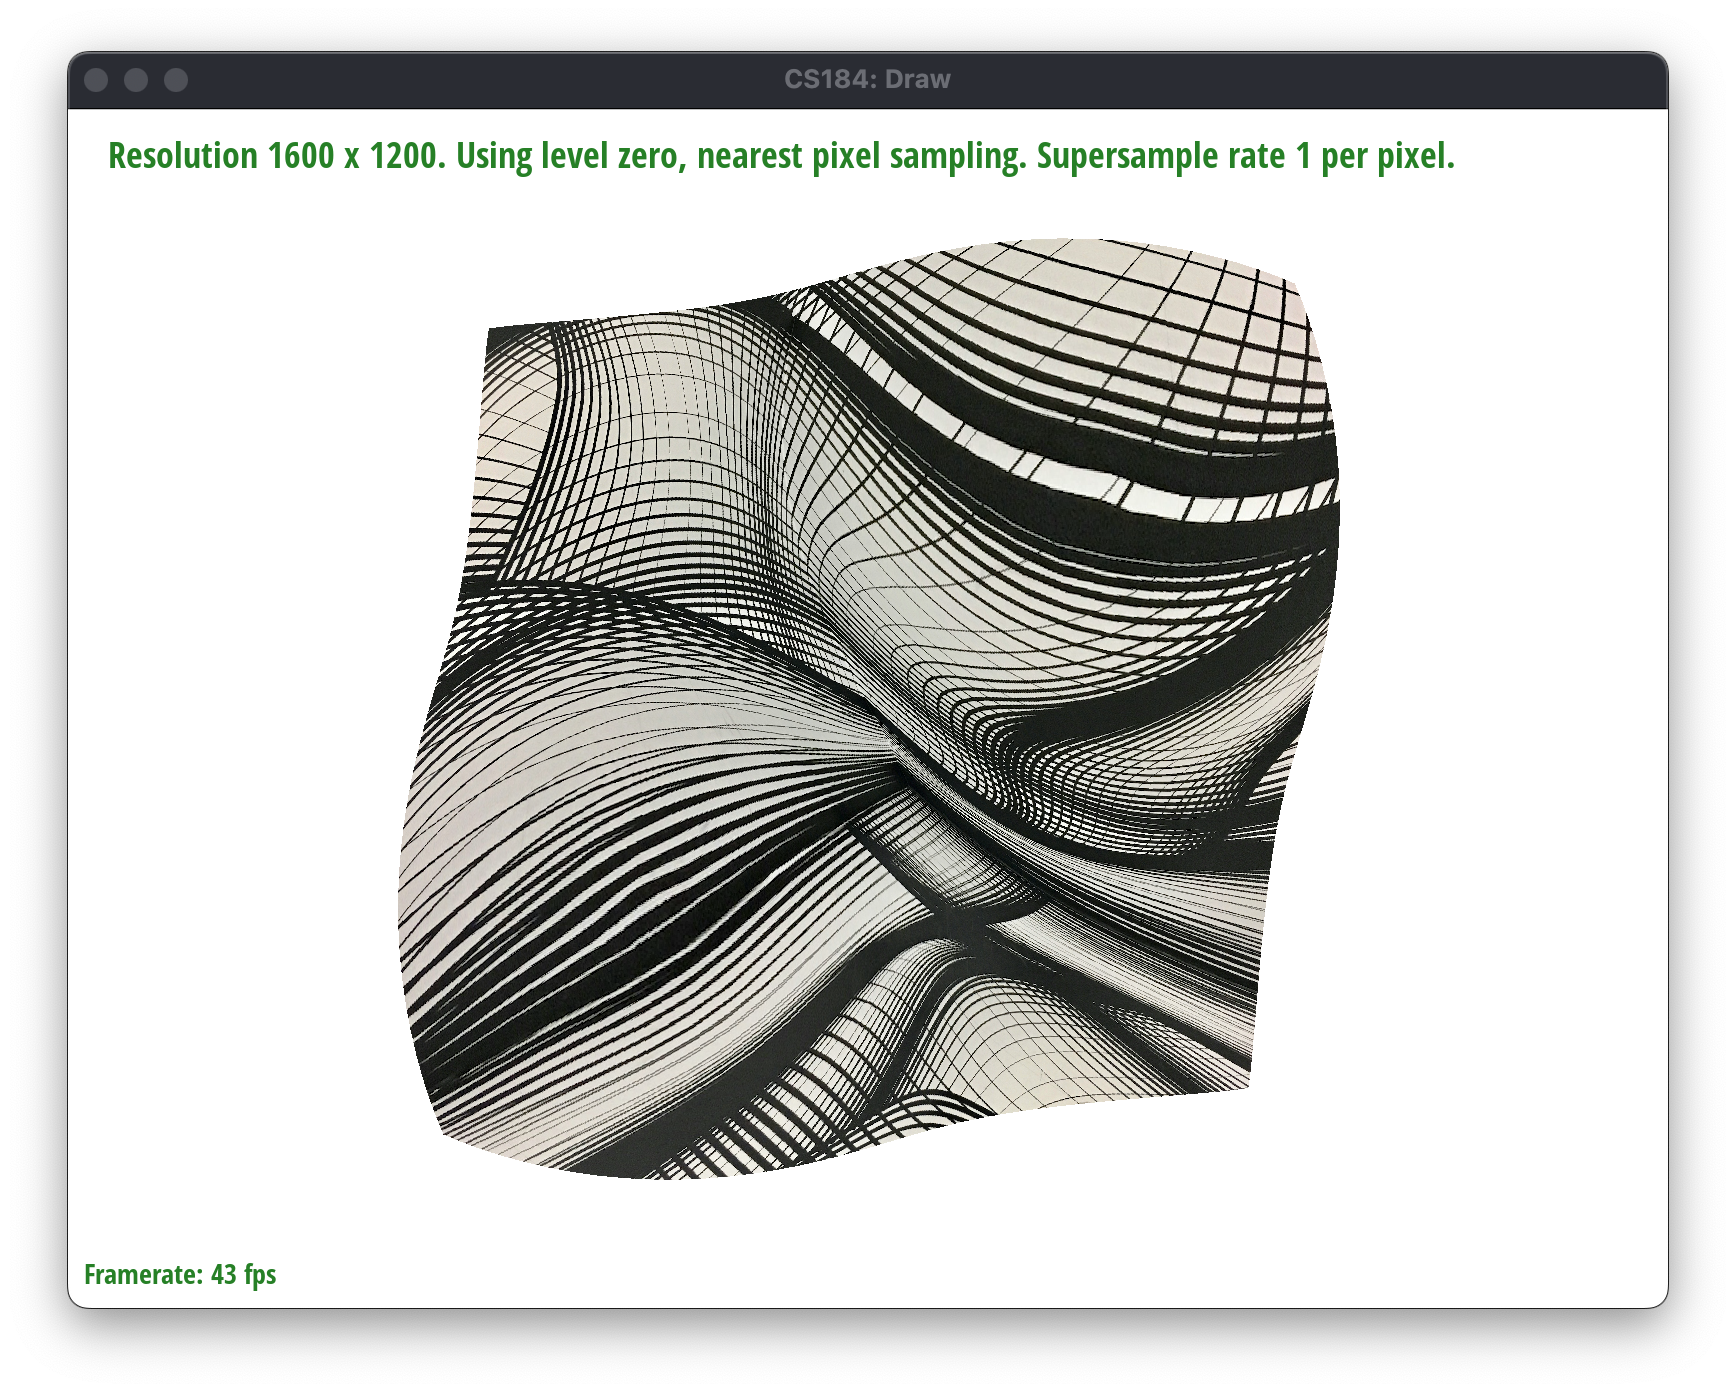 CS184: Draw
Resolution 1600 x 1200. Using level zero, nearest pixel sampling. Supersample rate 1 per pixel.
Framerate: 43 fps